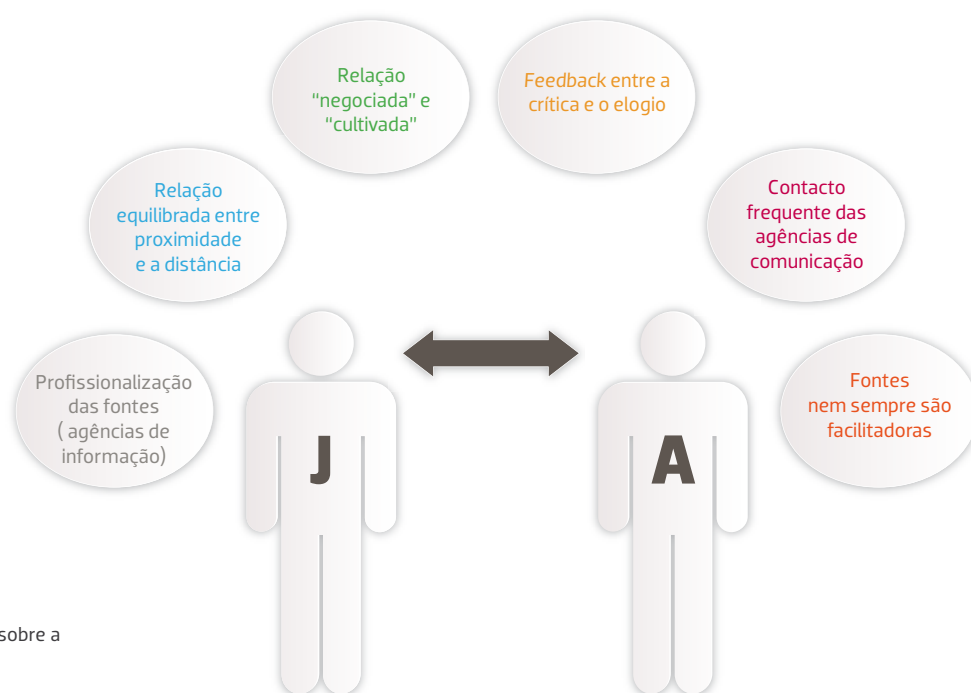 Relação
“negociada” e
“cultivada”
Feedback entre a
crítica e o elogio
Relação
equilibrada entre
proximidade
e a distância
Contacto
frequente das
agências de
comunicação
Profissionalização
das fontes
( agências de
informação)
Fontes
nem sempre são
facilitadoras
J
A
sobre a